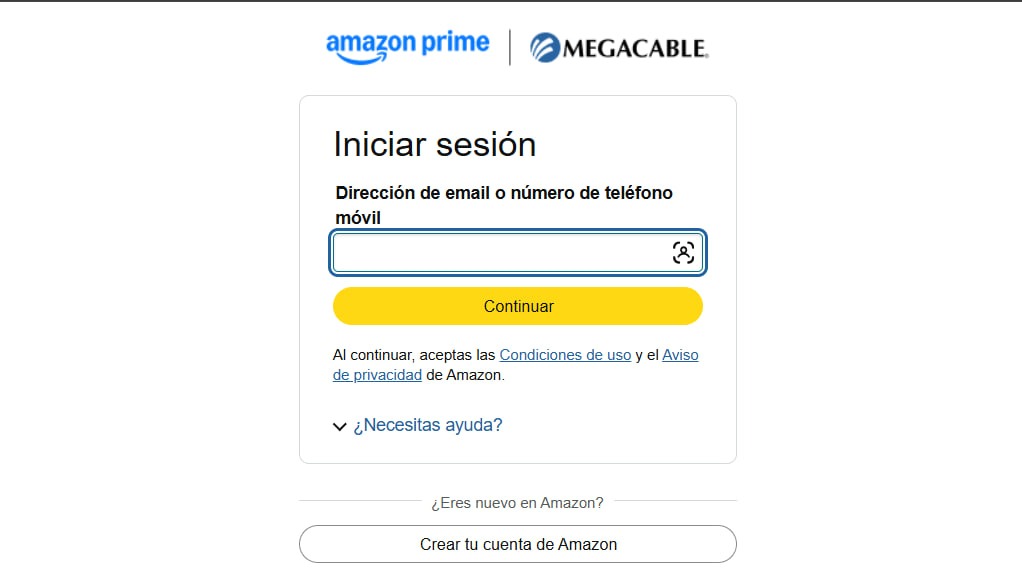 amazon prime | MEGACABLE.
Iniciar sesión
Dirección de email o número de teléfono
móvil
Continuar
Al continuar, aceptas las Condiciones de uso y el Aviso
de privacidad de Amazon.
¿Necesitas ayuda?
¿Eres nuevo en Amazon?
Crear tu cuenta de Amazon